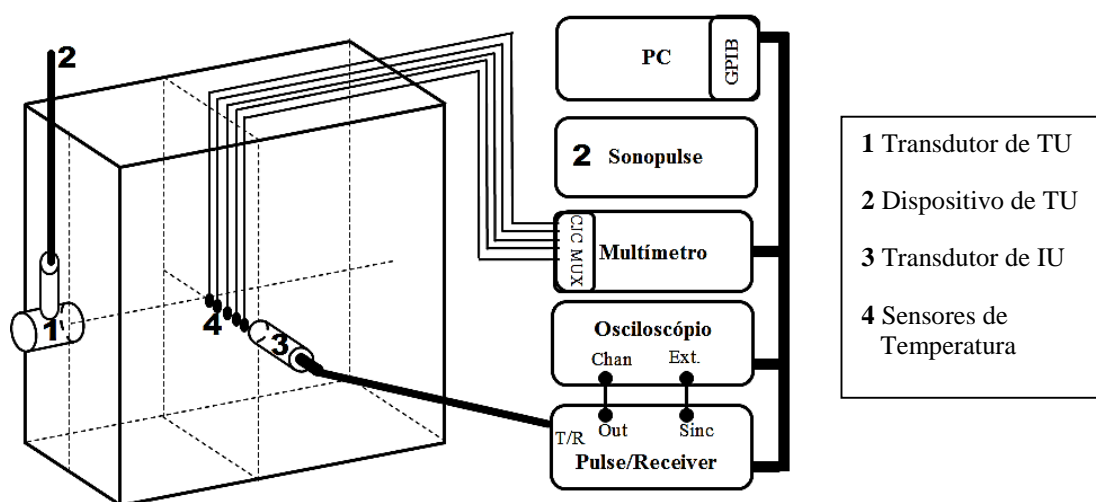 2
1
4
3
PC
GPIB
2 Sonopulse
CJC MUX
Multímetro
Osciloscópio
Chan Ext.
T/R Out Sinc
Pulse/Receiver
1 Transdutor de TU
2 Dispositivo de TU
3 Transdutor de IU
4 Sensores de
Temperatura